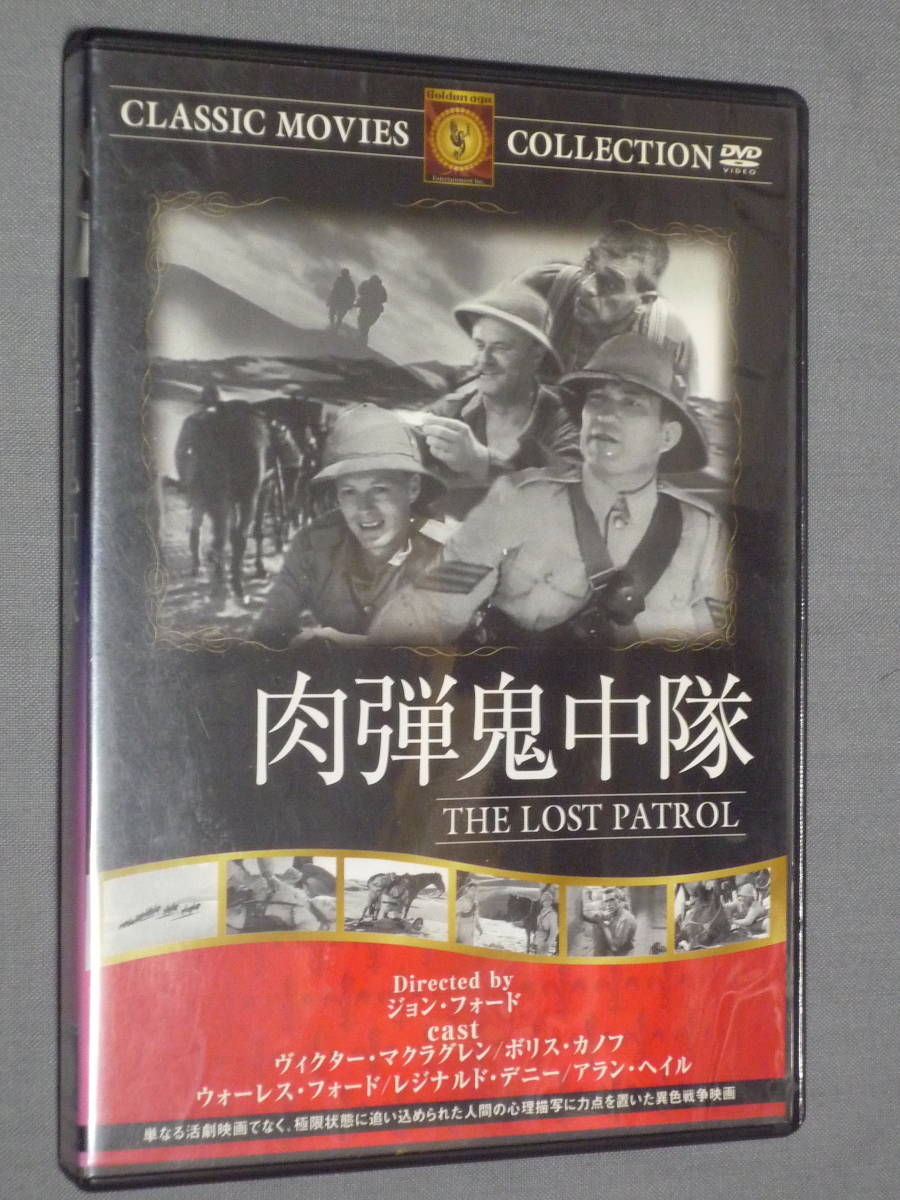 CLASSIC MOVIES COLLECTION
Golden age
Entertainment Inc.
DVD
VIDEO
肉弾鬼中隊
THE LOST PATROL
Directed by
ジョン・フォード
cast
ヴィクター・マクラグレン/ボリス・カノフ
ウォーレス・フォード/レジナルド・デニー/アラン・ヘイル
単なる活劇映画でなく、極限状態に追い込められた人間の心理描写に力点を置いた異色戦争映画